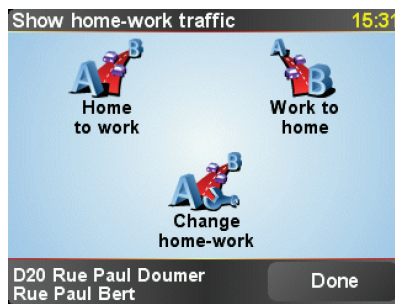 Show home-work traffic 15:31
Home
to work
Work to
home
Change
home-work
D20 Rue Paul Doumer
Rue Paul Bert
Done